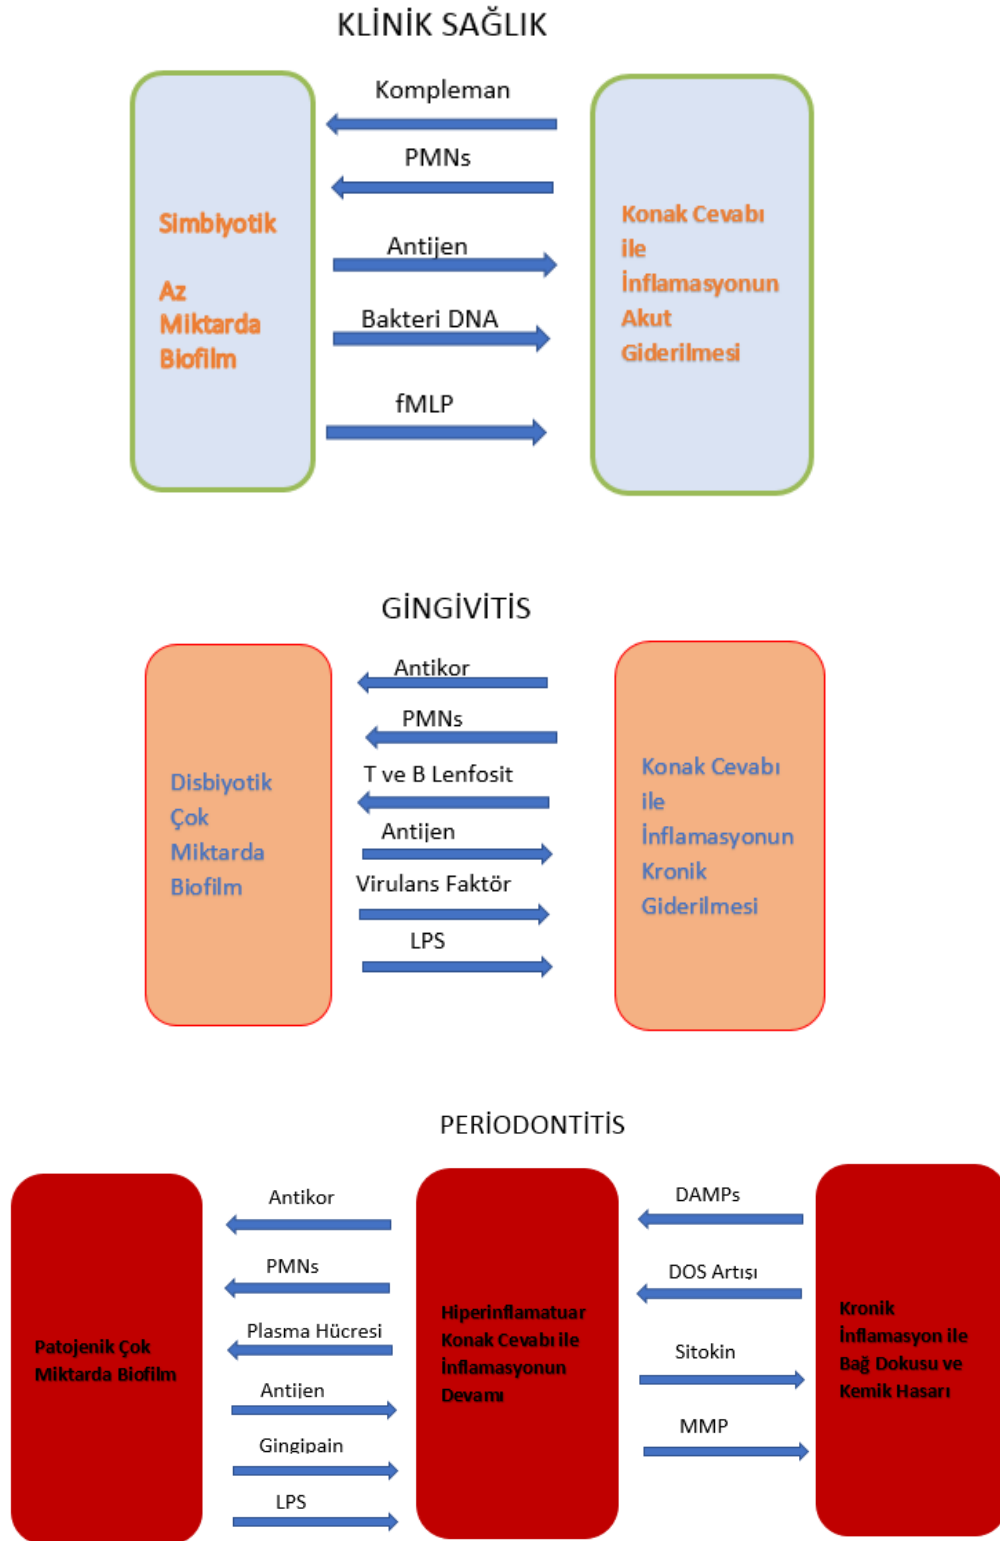 KLİNİK SAĞLIK
Kompleman
PMNs
Antijen
Bakteri DNA
fMLP
Simbiyotik
Az
Miktarda
Biofilm
Konak Cevabı
ile
İnflamasyonun
Akut
Giderilmesi
GİNGİVİTİS
Antikor
PMNs
T ve B Lenfosit
Antijen
Virulans Faktör
LPS
Disbiyotik
Çok
Miktarda
Biofilm
Konak Cevabı
ile
İnflamasyonun
Kronik
Giderilmesi
PERİODONTİTİS
Patojenik Çok
Miktarda Biofilm
Antikor
PMNs
Plasma Hücresi
Antijen
Gingipain
LPS
Hiperinflamatuar
Konak Cevabı ile
İnflamasyonun
Devamı
DAMPs
DOS Artışı
Sitokin
MMP
Kronik
İnflamasyon ile
Bağ Dokusu ve
Kemik Hasarı